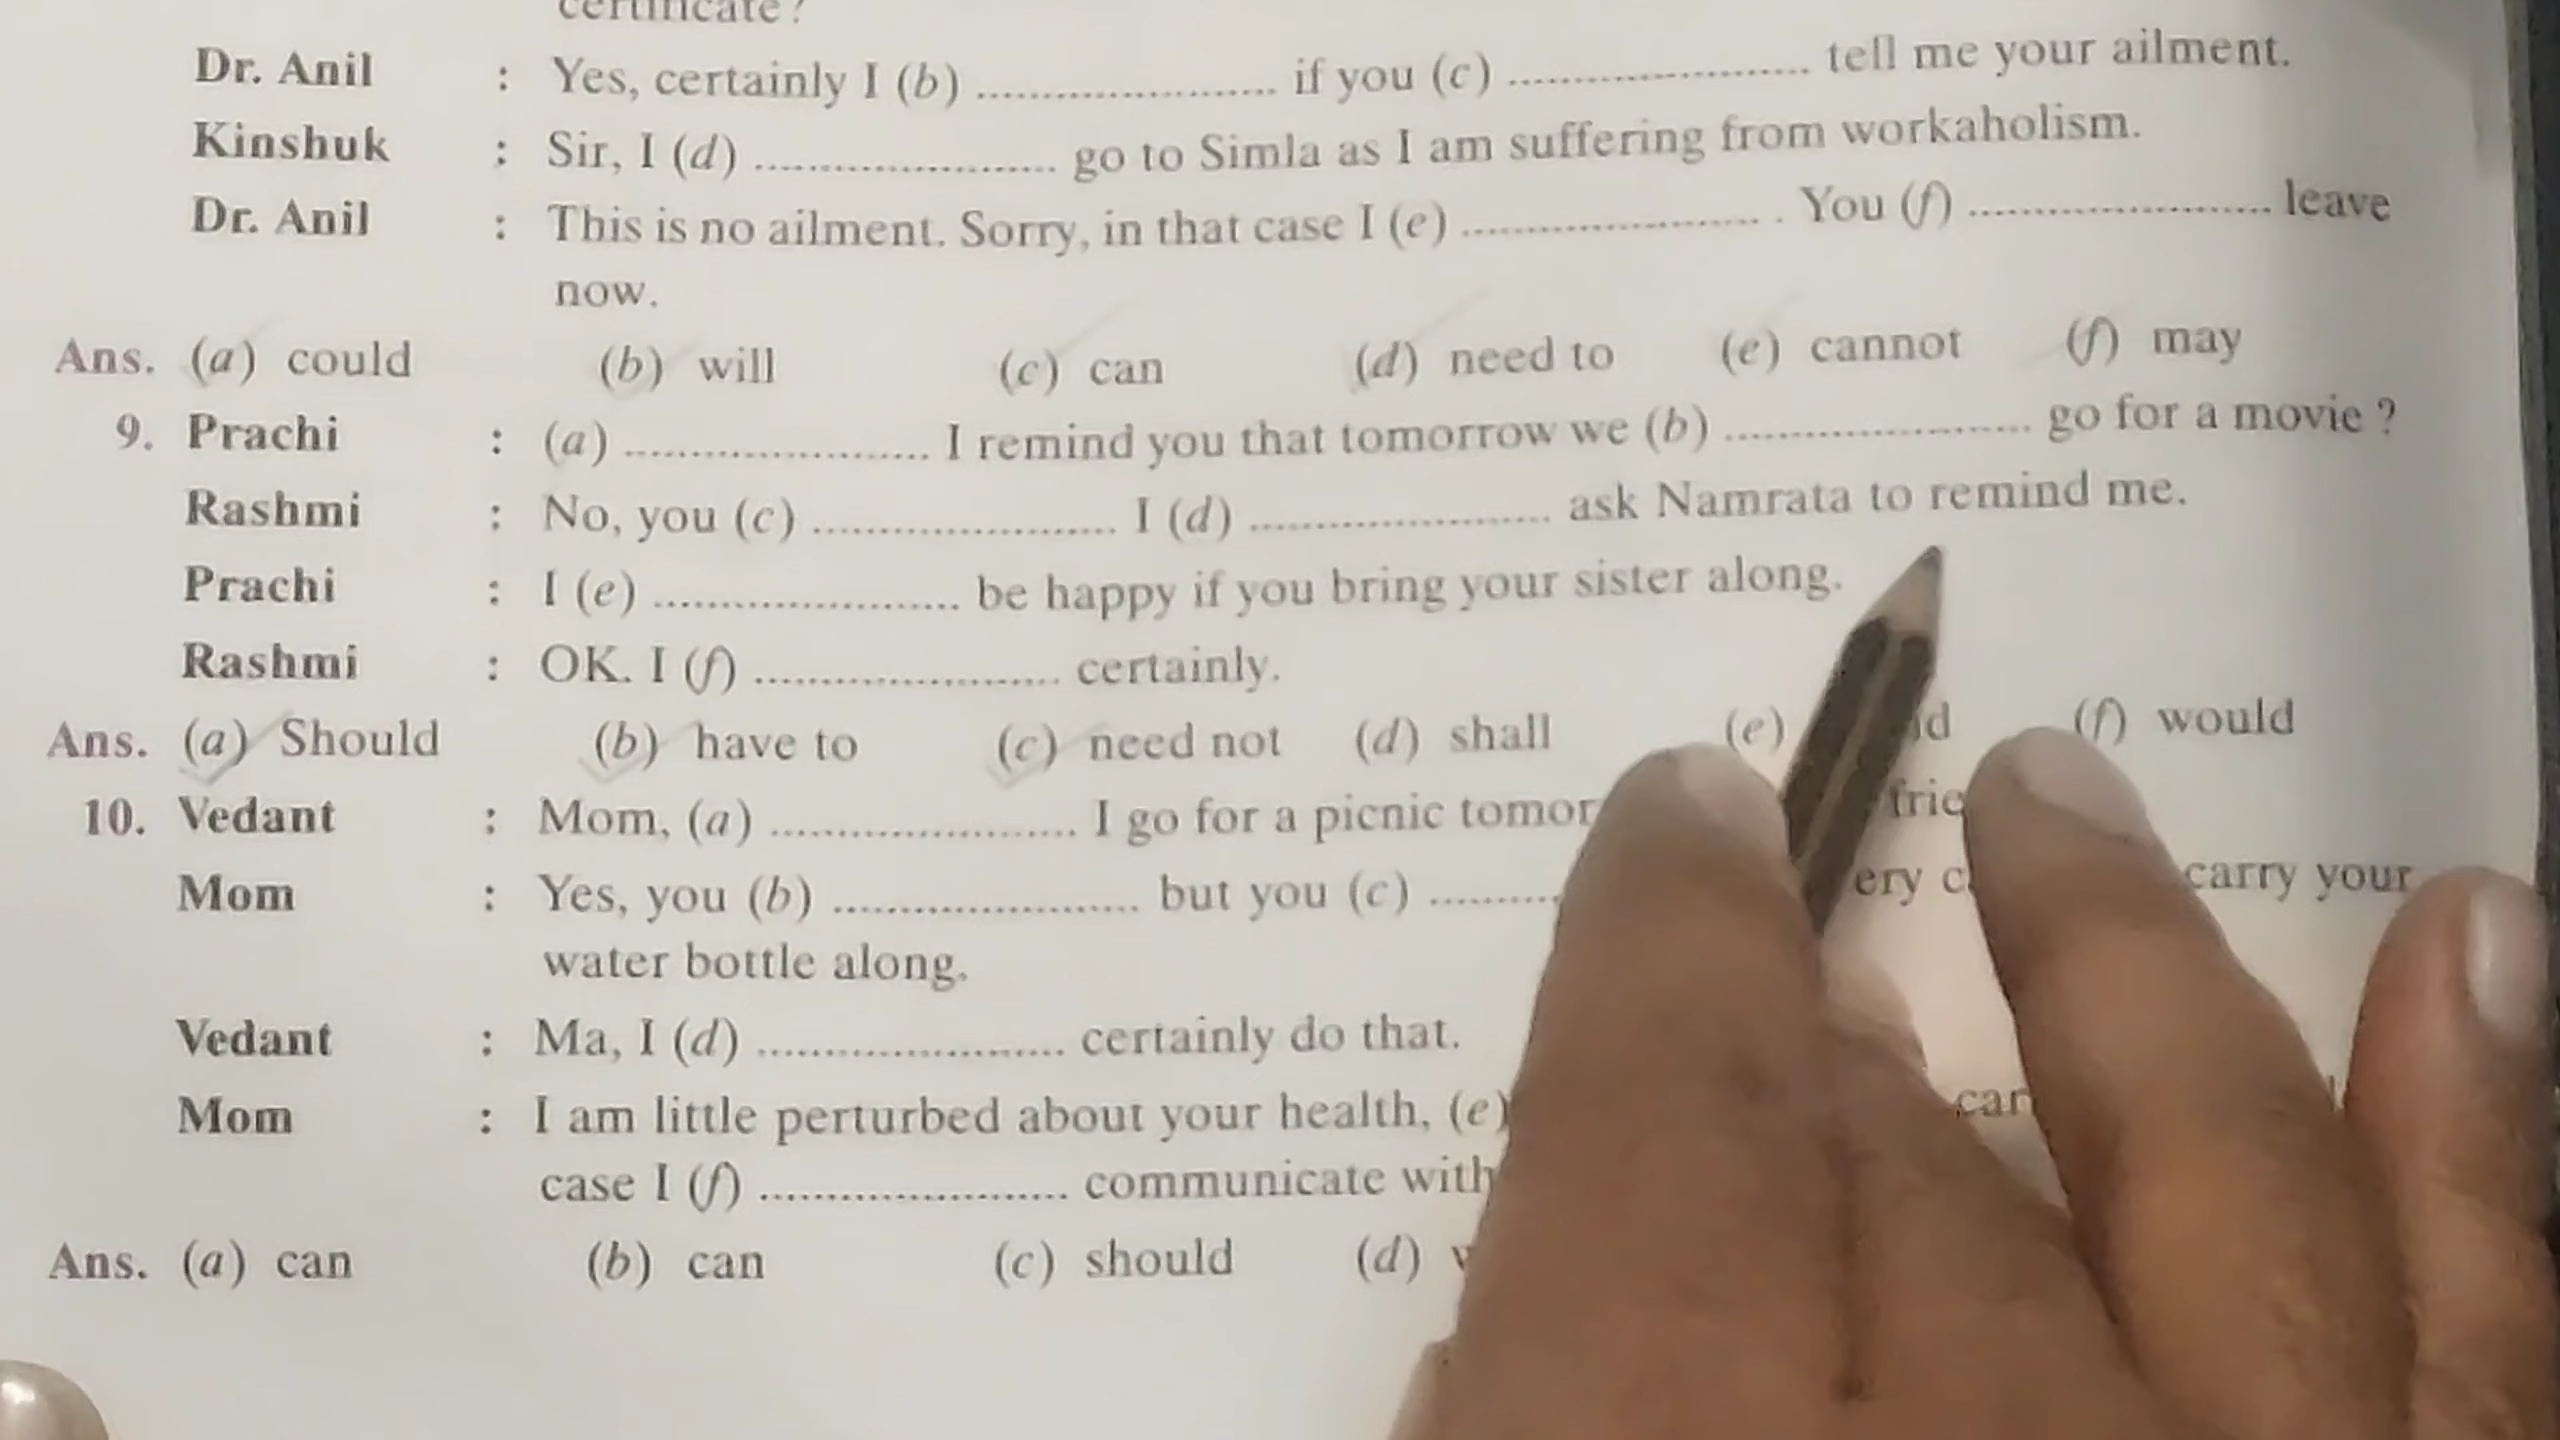 certificate?
Dr. Anil : Yes, certainly I (b) ........................ if you (c) ........................ tell me your ailment.
Kinshuk : Sir, I (d) ........................ go to Simla as I am suffering from workaholism.
Dr. Anil : This is no ailment. Sorry, in that case I (e) ........................ . You (f) ........................ leave
now.
Ans. (a) could (b) will (c) can (d) need to (e) cannot (f) may
9. Prachi : (a) ........................ I remind you that tomorrow we (b) ........................ go for a movie ?
Rashmi : No, you (c) ........................ I (d) ........................ ask Namrata to remind me.
Prachi : I (e) ........................ be happy if you bring your sister along.
Rashmi : OK. I (f) ........................ certainly.
Ans. (a) Should (b) have to (c) need not (d) shall (e) (f) would
10. Vedant : Mom, (a) ........................ I go for a picnic
Mom : Yes, you (b) ........................ but you (c) .......... carry your
water bottle along.
Vedant : Ma, I (d) ........................ certainly do that.
Mom : I am little perturbed about your health, (e)
case I (f) ........................ communicate with
Ans. (a) can (b) can (c) should (d)